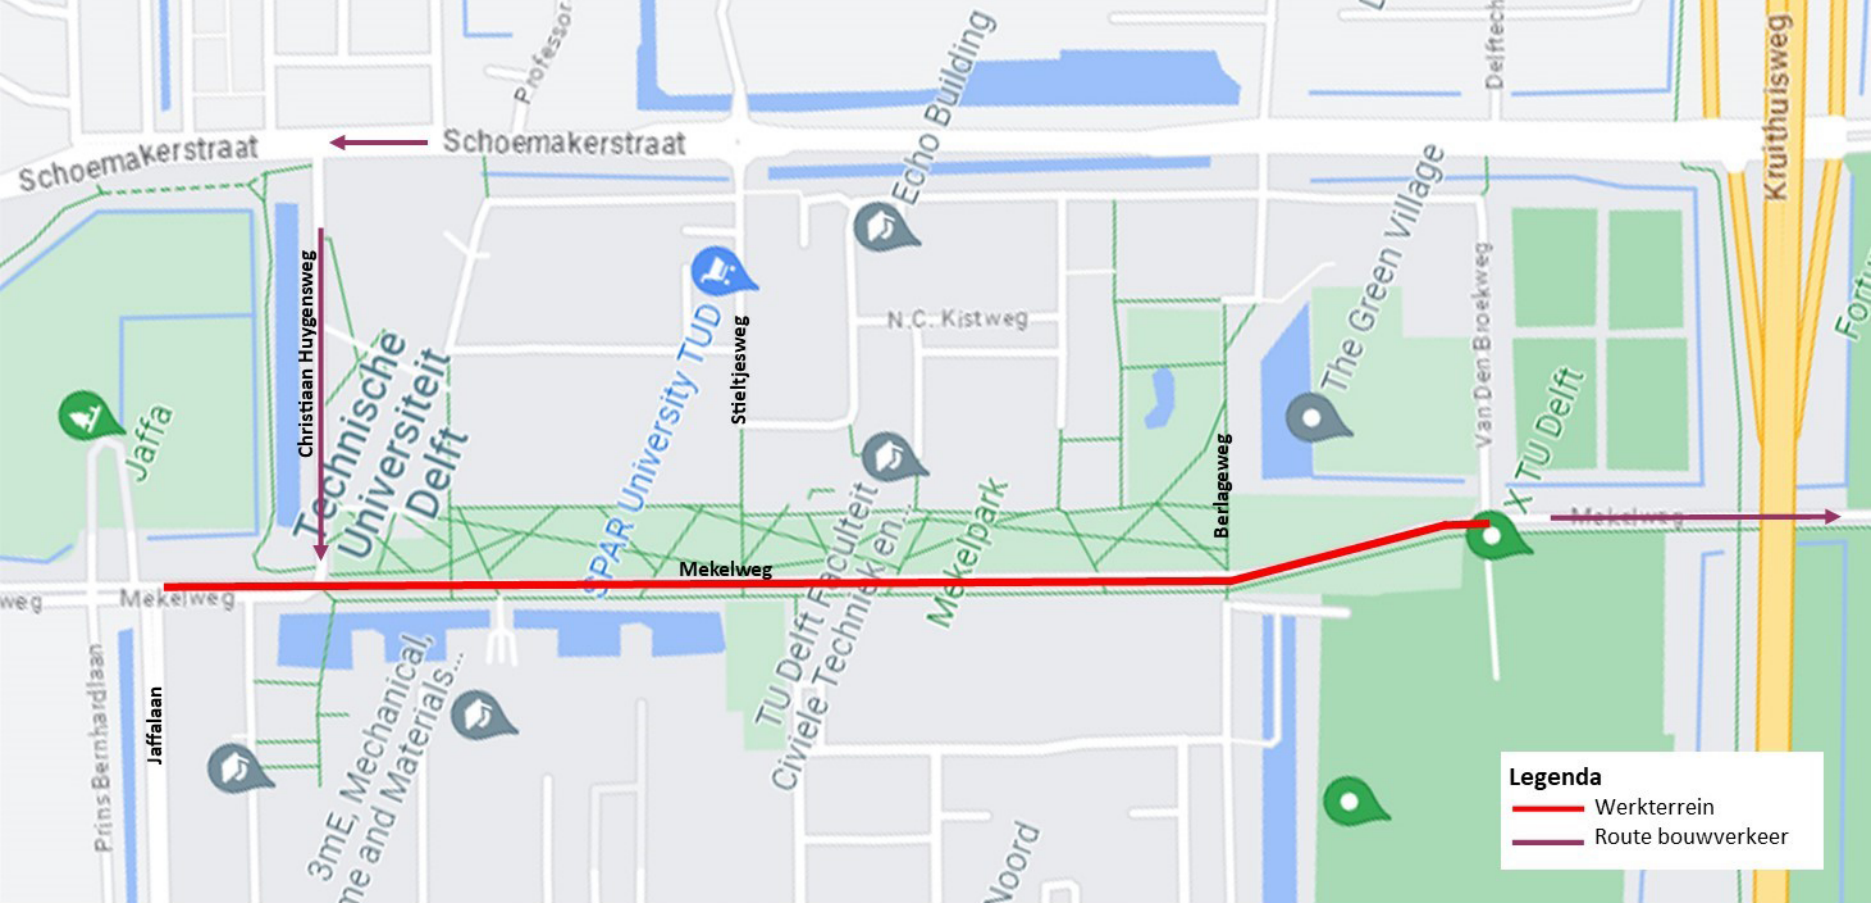 Professor
Delftech
Kruithuisweg
Schoemakerstraat
Schoemakerstraat
Echo Building
The Green Village
Van Den Broekweg
Christiaan Huygensweg
Technische
Universiteit
Delft
SPAR University TUD
Stieltjesweg
N.C. Kistweg
Jaffa
X TU Delft
Berlageweg
Mekelweg
Mekelpark
TU Delft Faculteit
Civiele Techniek en...
Mekelweg
weg
Mekelweg
Prins Bernhardlaan
Jaffalaan
3mE, Mechanical,
me and Materials...
Noord
Legenda
Werkterrein
Route bouwverkeer